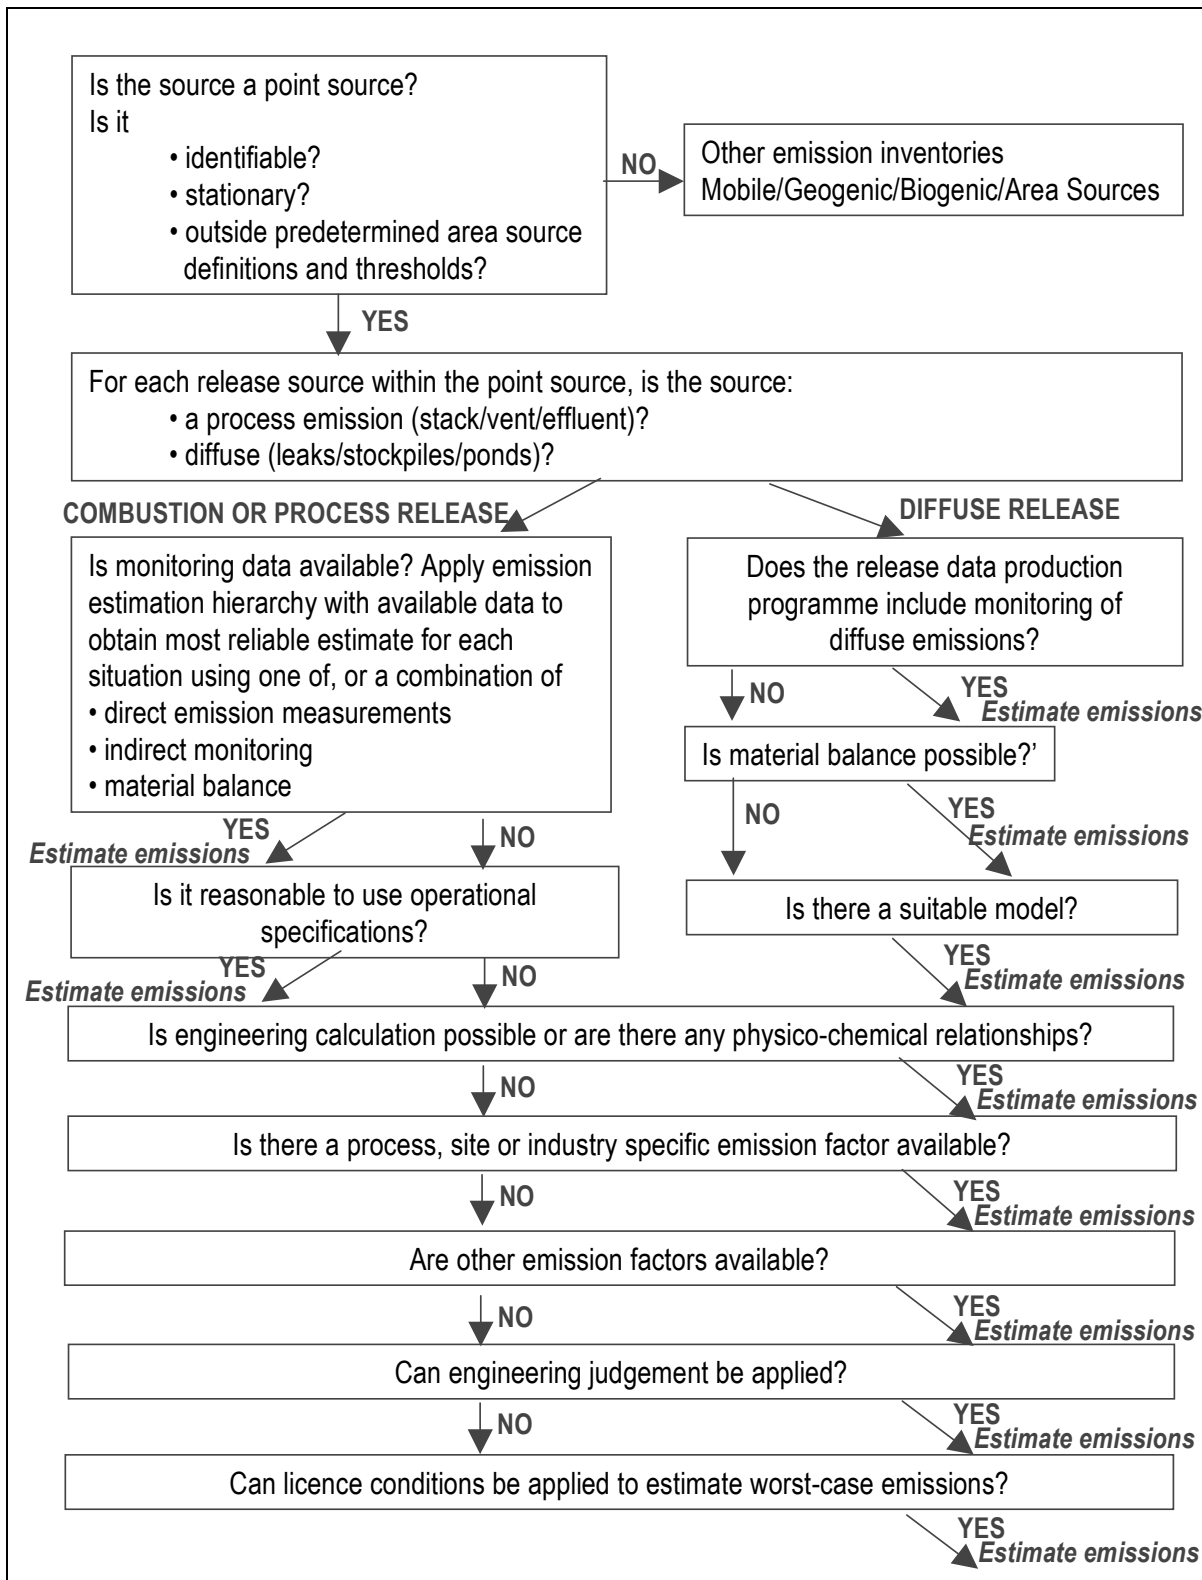 Is the source a point source?
Is it
• identifiable?
• stationary?
• outside predetermined area source
definitions and thresholds?
NO
Other emission inventories
Mobile/Geogenic/Biogenic/Area Sources
YES
For each release source within the point source, is the source:
• a process emission (stack/vent/effluent)?
• diffuse (leaks/stockpiles/ponds)?
COMBUSTION OR PROCESS RELEASE
DIFFUSE RELEASE
Is monitoring data available? Apply emission
estimation hierarchy with available data to
obtain most reliable estimate for each
situation using one of, or a combination of
• direct emission measurements
• indirect monitoring
• material balance
Does the release data production
programme include monitoring of
diffuse emissions?
NO
YES
Estimate emissions
Is material balance possible?’
NO
YES
Estimate emissions
YES
Estimate emissions
NO
Is it reasonable to use operational
specifications?
Is there a suitable model?
YES
Estimate emissions
NO
YES
Estimate emissions
Is engineering calculation possible or are there any physico-chemical relationships?
NO
YES
Estimate emissions
Is there a process, site or industry specific emission factor available?
NO
YES
Estimate emissions
Are other emission factors available?
NO
YES
Estimate emissions
Can engineering judgement be applied?
NO
YES
Estimate emissions
Can licence conditions be applied to estimate worst-case emissions?
YES
Estimate emissions